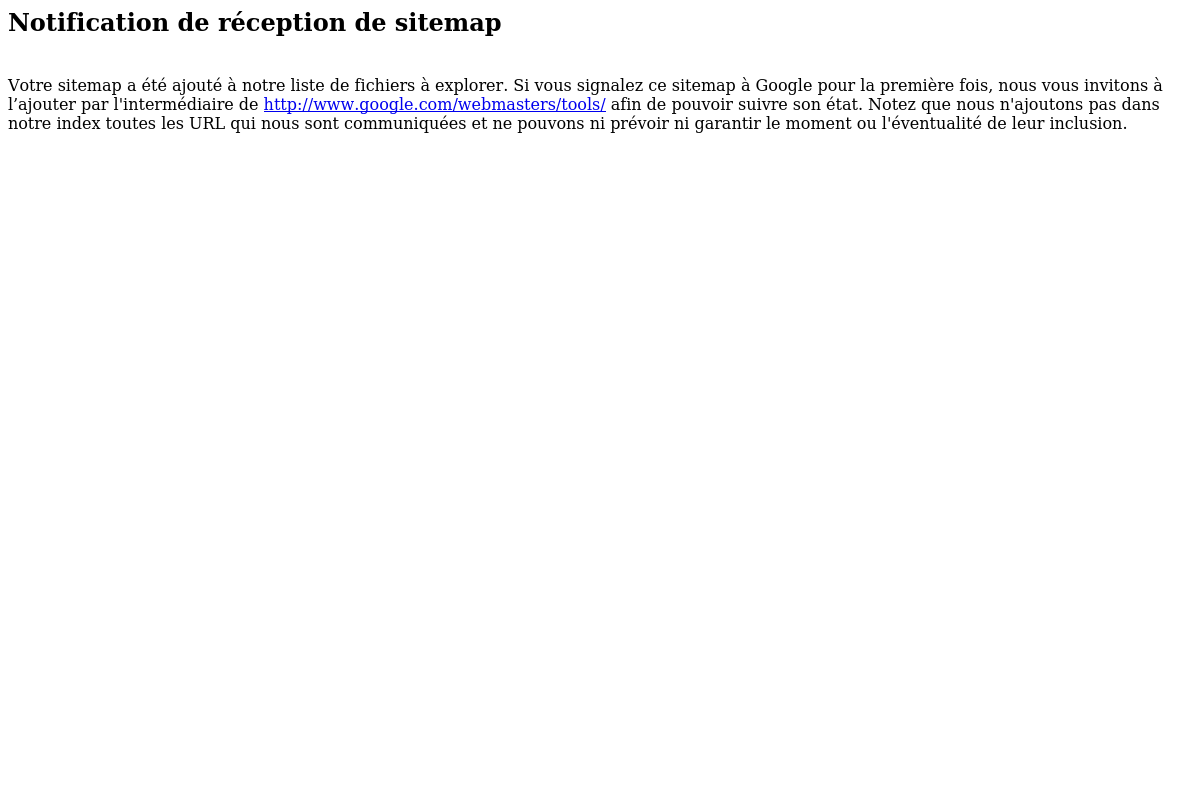 Notification de réception de sitemap
Votre sitemap a été ajouté à notre liste de fichiers à explorer. Si vous signalez ce sitemap à Google pour la première fois, nous vous invitons à
l’ajouter par l'intermédiaire de http://www.google.com/webmasters/tools/ afin de pouvoir suivre son état. Notez que nous n'ajoutons pas dans
notre index toutes les URL qui nous sont communiquées et ne pouvons ni prévoir ni garantir le moment ou l'éventualité de leur inclusion.